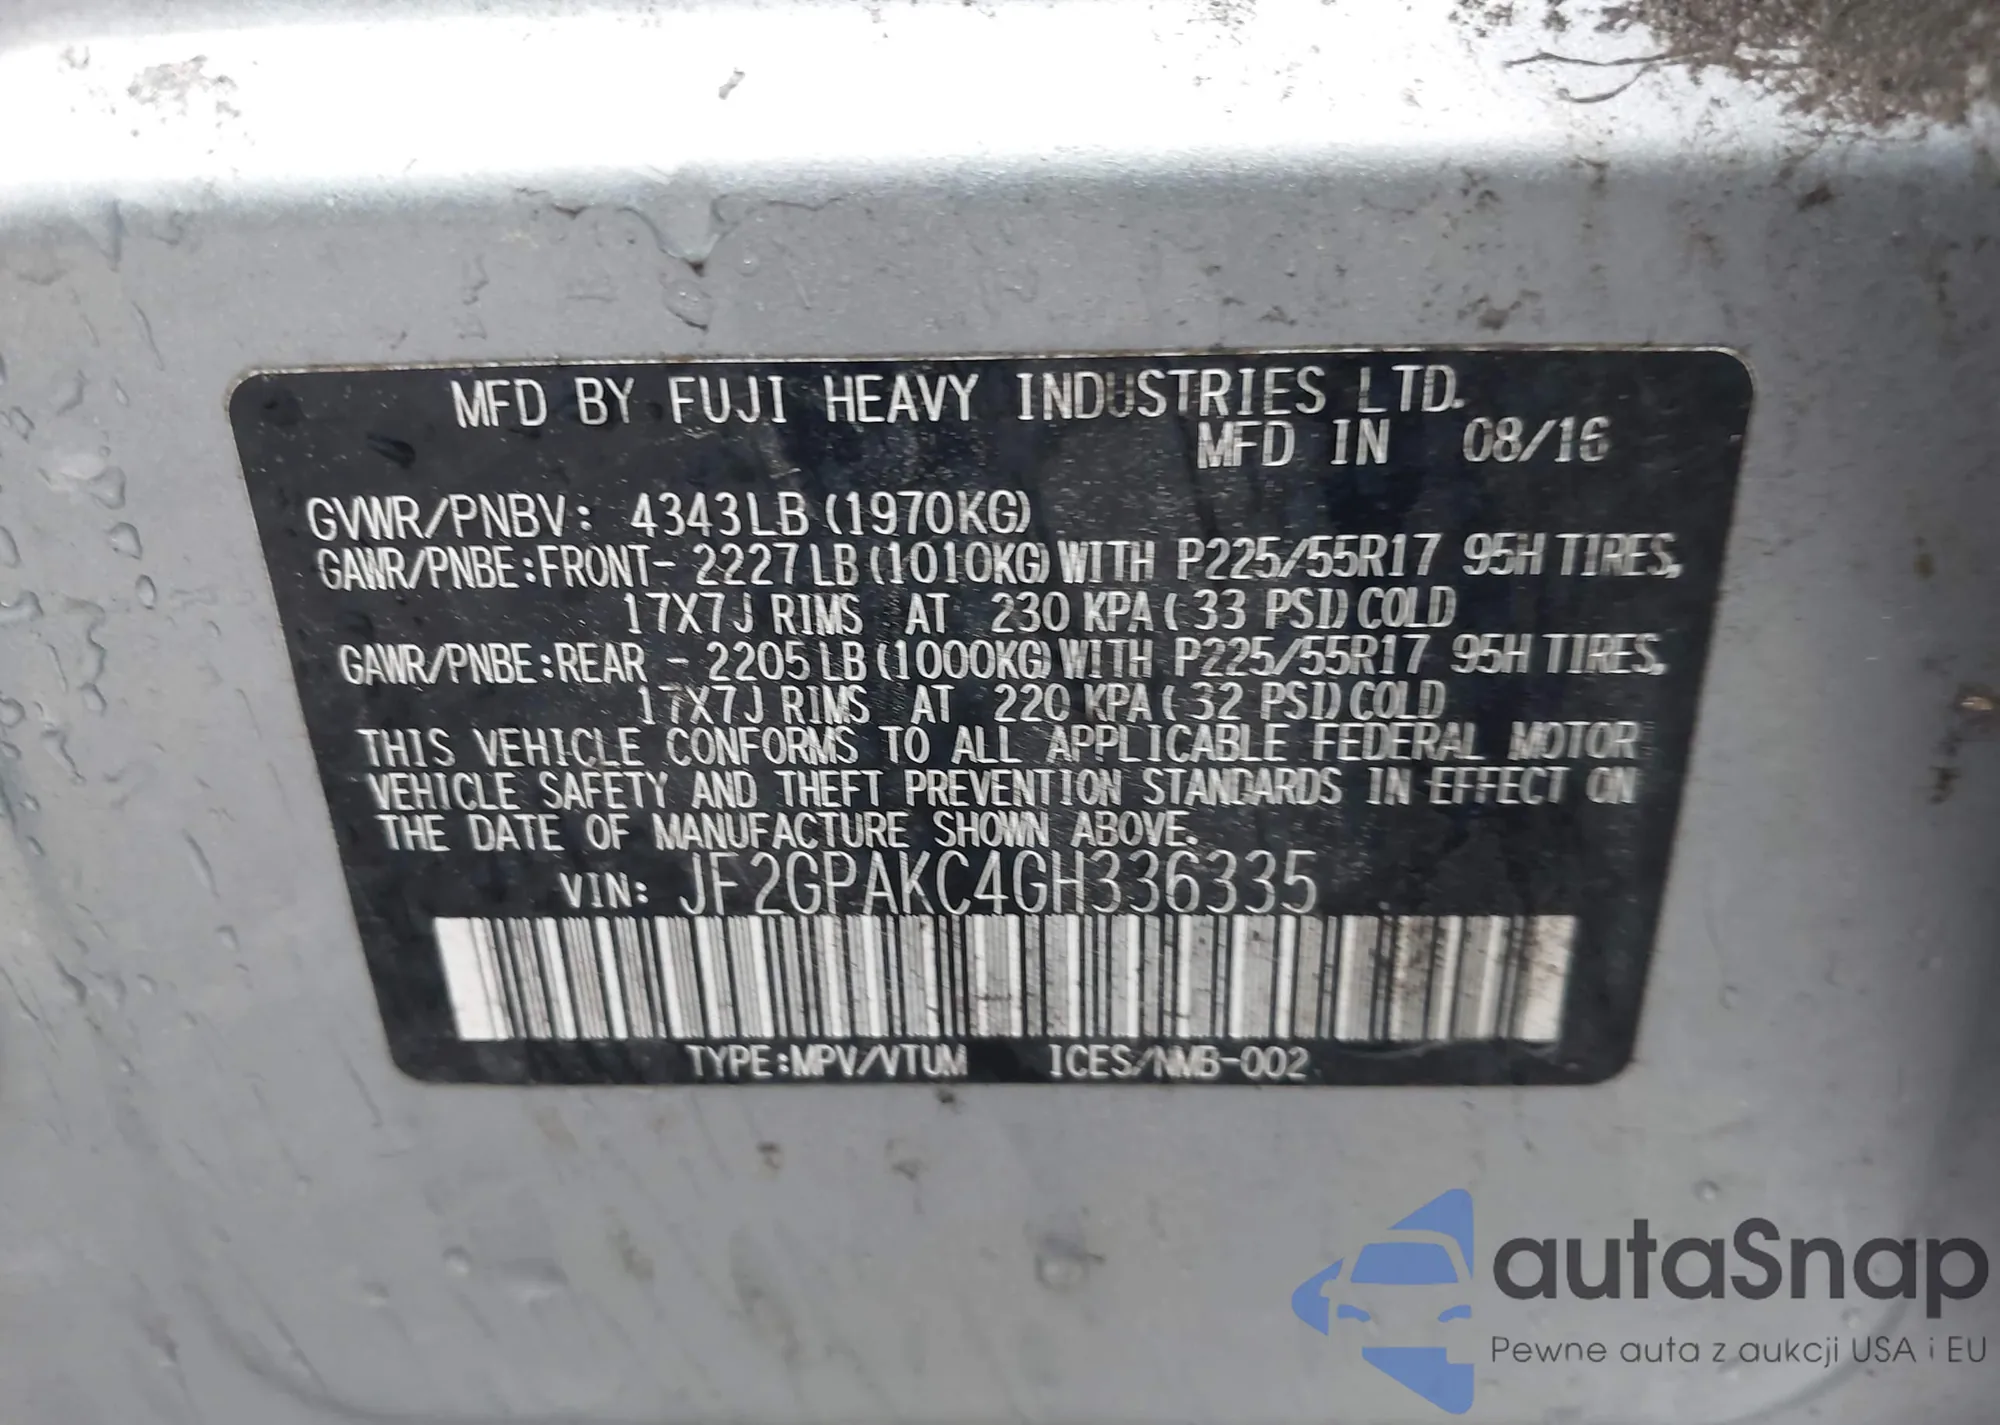 MFD BY FUJI HEAVY INDUSTRIES LTD.
MFD IN 08/16
GVWR/PNBV: 4343LB (1970KG)
GAWR/PNBE:FRONT- 2227LB(1010KG)WITH P225/55R17 95H TIRES,
17X7J RIMS AT 230 KPA( 33 PSI)COLD
GAWR/PNBE:REAR - 2205LB(1000KG)WITH P225/55R17 95H TIRES,
17X7J RIMS AT 220 KPA( 32 PSI)COLD
THIS VEHICLE CONFORMS TO ALL APPLICABLE FEDERAL MOTOR
VEHICLE SAFETY AND THEFT PREVENTION STANDARDS IN EFFECT ON
THE DATE OF MANUFACTURE SHOWN ABOVE.
VIN: JF2GPAKC4GH336335
TYPE:MPV/VTUM ICES/NMB-002
autaSnap
Pewne auta z aukcji USA i EU